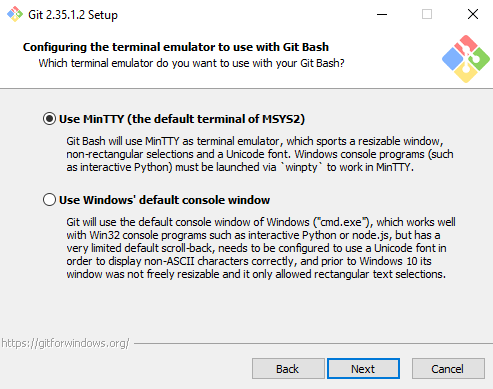 Git 2.35.1.2 Setup
Configuring the terminal emulator to use with Git Bash
Which terminal emulator do you want to use with your Git Bash?
Use MinTTY (the default terminal of MSYS2)
Git Bash will use MinTTY as terminal emulator, which sports a resizable window,
non-rectangular selections and a Unicode font. Windows console programs (such
as interactive Python) must be launched via `winpty` to work in MinTTY.
Use Windows' default console window
Git will use the default console window of Windows ("cmd.exe"), which works well
with Win32 console programs such as interactive Python or node.js, but has a
very limited default scroll-back, needs to be configured to use a Unicode font in
order to display non-ASCII characters correctly, and prior to Windows 10 its
window was not freely resizable and it only allowed rectangular text selections.
https://gitforwindows.org/
Back
Next
Cancel